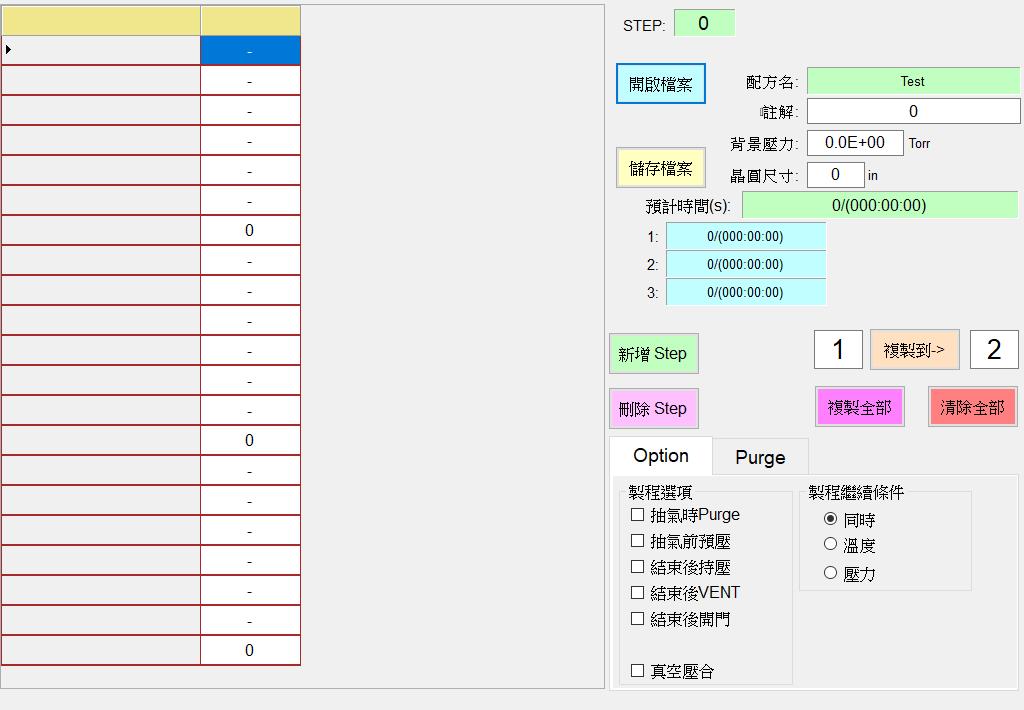 -
-
-
-
-
-
0
-
-
-
-
-
-
0
-
-
-
-
-
-
0
STEP: 0
開啟檔案
配方名: Test
註解: 0
背景壓力: 0.0E+00 Torr
儲存檔案
晶圓尺寸: 0 in
預計時間(s): 0/(000:00:00)
1: 0/(000:00:00)
2: 0/(000:00:00)
3: 0/(000:00:00)
新增 Step
1 複製到-> 2
刪除 Step
複製全部 清除全部
Option Purge
製程選項
抽氣時Purge
抽氣前預壓
結束後持壓
結束後VENT
結束後開門
真空壓合
製程繼續條件
同時
溫度
壓力